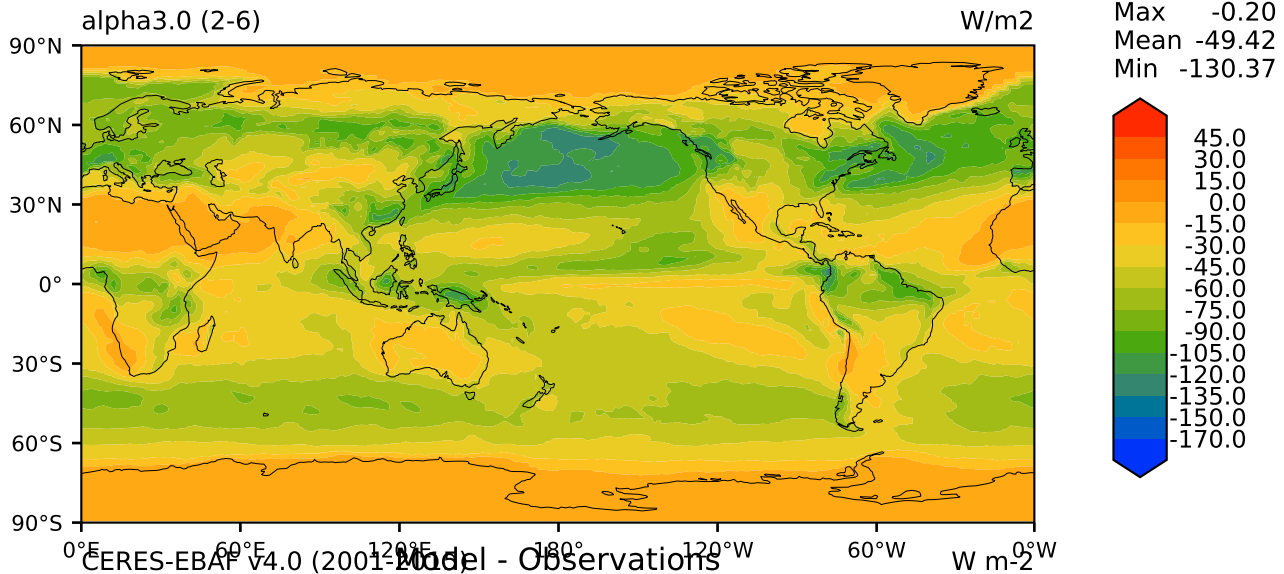 alpha3.0 (2-6) W/m2
Max -0.20
Mean -49.42
Min -130.37
90°N
60°N
30°N
0°
30°S
60°S
90°S
0°E 60°E 120°E 180° 120°W 60°W 0°W
45.0
30.0
15.0
0.0
-15.0
-30.0
-45.0
-60.0
-75.0
-90.0
-105.0
-120.0
-135.0
-150.0
-170.0
CERES-EBAF v4.0 (2001- Model - Observations W m-2